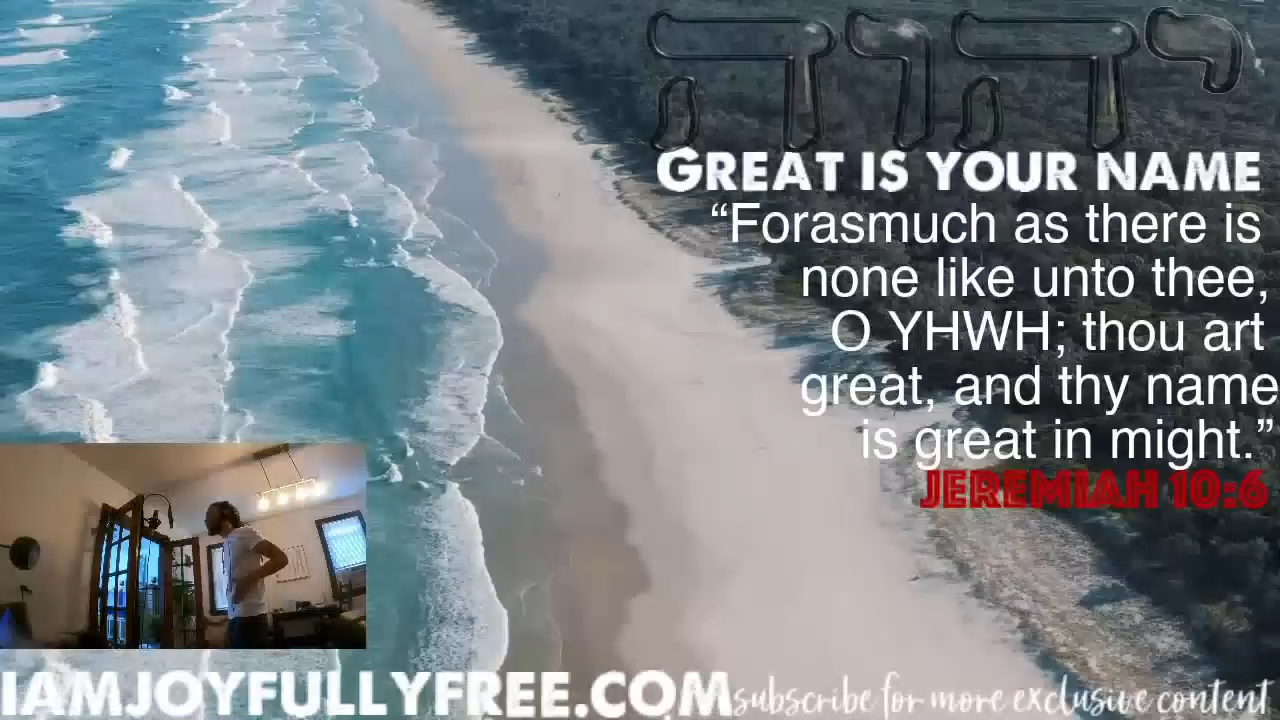 יהוה
GREAT IS YOUR NAME
“Forasmuch as there is
none like unto thee,
O YHWH; thou art
great, and thy name
is great in might.”
JEREMIAH 10:6
IAMJOYFULLYFREE.COM
subscribe for more exclusive content